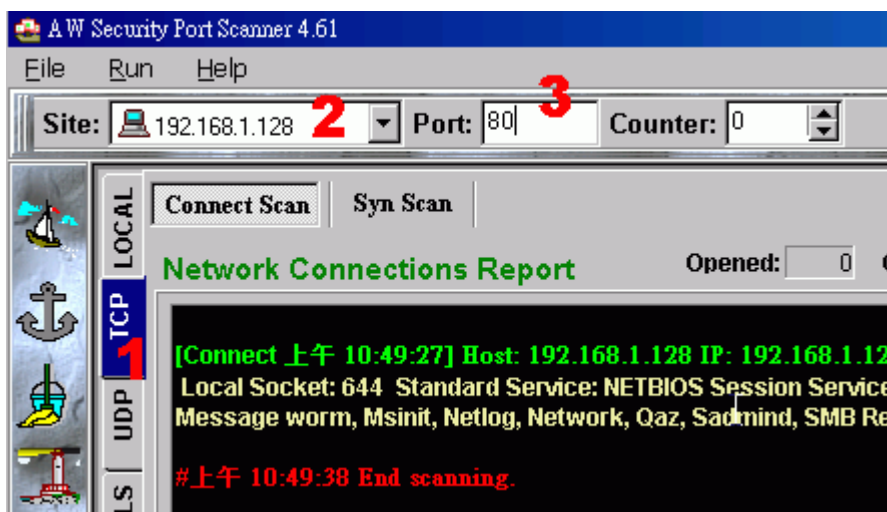 AW Security Port Scanner 4.61
File Run Help
Site: 192.168.1.128 2 Port: 80 3 Counter: 0
LOCAL
Connect Scan Syn Scan
Network Connections Report Opened: 0
TCP
1
[Connect 上午 10:49:27] Host: 192.168.1.128 IP: 192.168.1.12
Local Socket: 644 Standard Service: NETBIOS Session Service
UDP
Message worm, Msinit, Netlog, Network, Qaz, Sadmind, SMB Re
#上午 10:49:38 End scanning.
LS